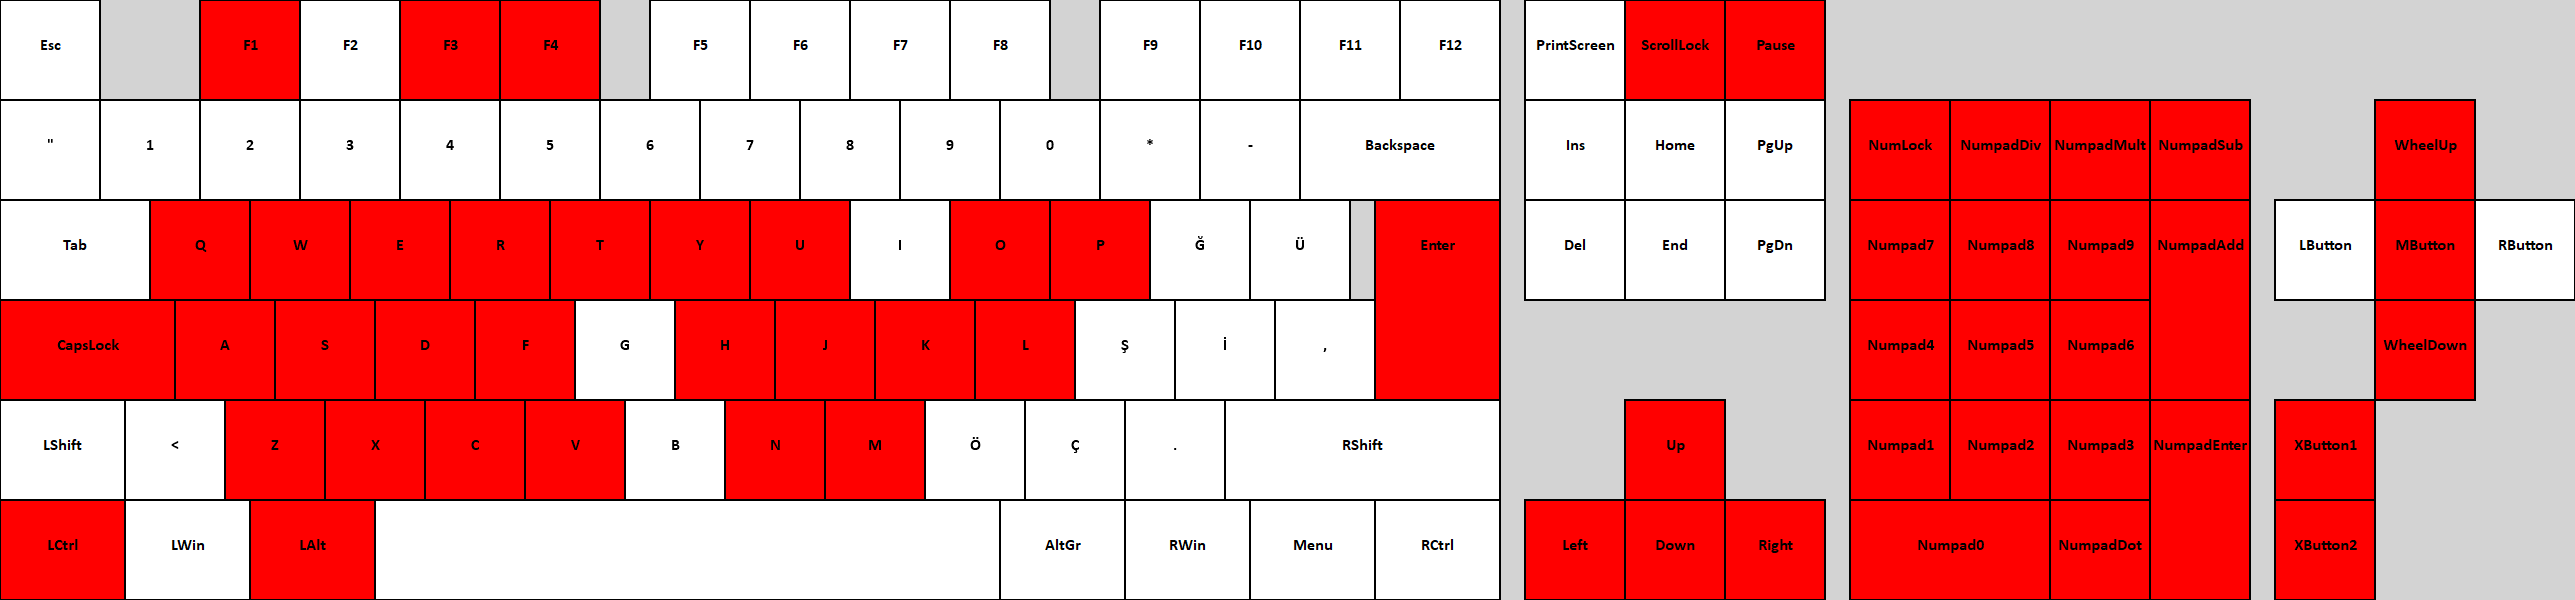 Esc F1 F2 F3 F4 F5 F6 F7 F8 F9 F10 F11 F12 PrintScreen ScrollLock Pause
" 1 2 3 4 5 6 7 8 9 0 * - Backspace Ins Home PgUp NumLock NumpadDiv NumpadMult NumpadSub WheelUp
Tab Q W E R T Y U I O P Ğ Ü Enter Del End PgDn Numpad7 Numpad8 Numpad9 NumpadAdd LButton MButton RButton
CapsLock A S D F G H J K L Ş İ , Numpad4 Numpad5 Numpad6 WheelDown
LShift < Z X C V B N M Ö Ç . RShift Up Numpad1 Numpad2 Numpad3 NumpadEnter XButton1
LCtrl LWin LAlt AltGr RWin Menu RCtrl Left Down Right Numpad0 NumpadDot XButton2